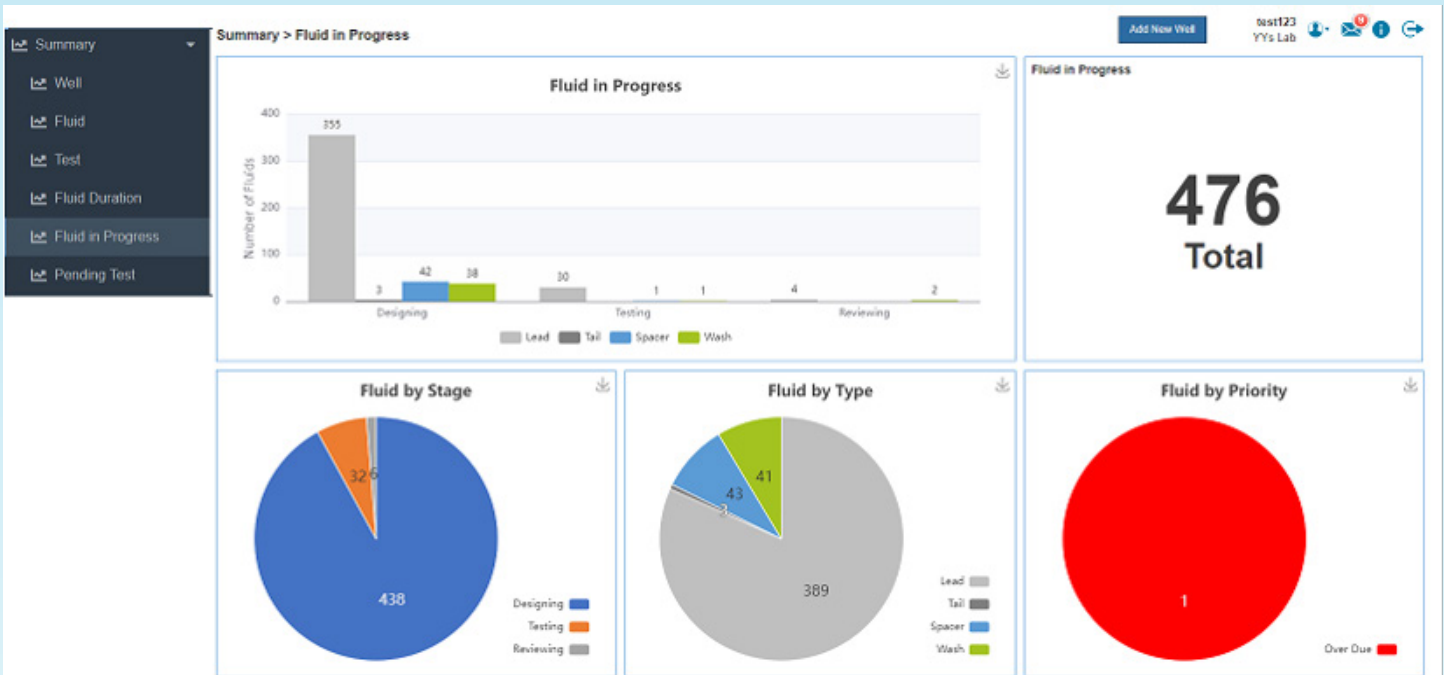 Summary
Well
Fluid
Test
Fluid Duration
Fluid in Progress
Pending Test
Summary > Fluid in Progress
Add New Well
test123
YYs Lab
9
Fluid in Progress
Number of Fluids
400
300
200
100
0
355
3
42
38
30
1
1
4
2
Designing
Testing
Reviewing
Lead
Tail
Spacer
Wash
Fluid in Progress
476
Total
Fluid by Stage
32
6
438
Designing
Testing
Reviewing
Fluid by Type
41
43
3
389
Lead
Tail
Spacer
Wash
Fluid by Priority
1
Over Due